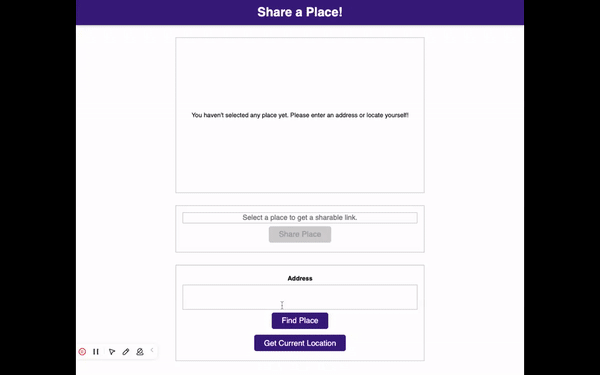 Share a Place!
You haven't selected any place yet. Please enter an address or locate yourself!
Select a place to get a sharable link.
Share Place
Address
Find Place
Get Current Location